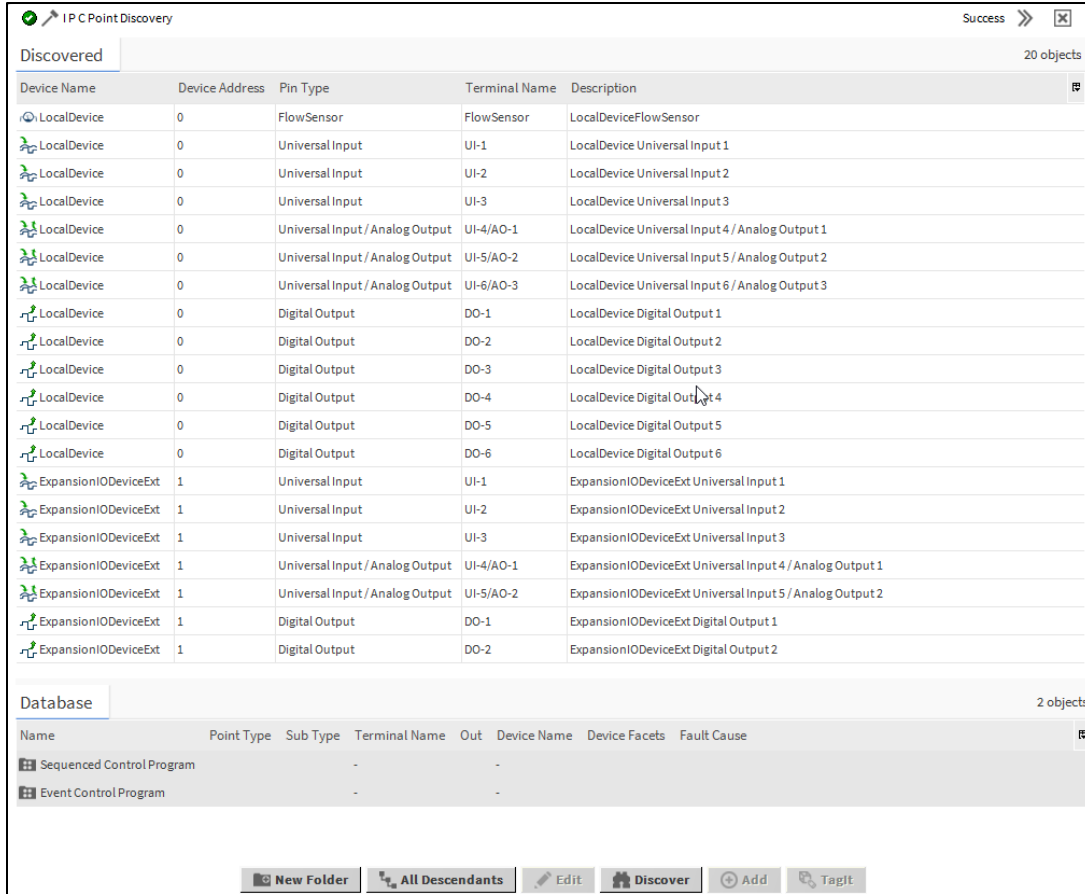 I P C Point Discovery Success
Discovered 20 objects
Device Name Device Address Pin Type Terminal Name Description
LocalDevice 0 FlowSensor FlowSensor LocalDeviceFlowSensor
LocalDevice 0 Universal Input UI-1 LocalDevice Universal Input 1
LocalDevice 0 Universal Input UI-2 LocalDevice Universal Input 2
LocalDevice 0 Universal Input UI-3 LocalDevice Universal Input 3
LocalDevice 0 Universal Input / Analog Output UI-4/AO-1 LocalDevice Universal Input 4 / Analog Output 1
LocalDevice 0 Universal Input / Analog Output UI-5/AO-2 LocalDevice Universal Input 5 / Analog Output 2
LocalDevice 0 Universal Input / Analog Output UI-6/AO-3 LocalDevice Universal Input 6 / Analog Output 3
LocalDevice 0 Digital Output DO-1 LocalDevice Digital Output 1
LocalDevice 0 Digital Output DO-2 LocalDevice Digital Output 2
LocalDevice 0 Digital Output DO-3 LocalDevice Digital Output 3
LocalDevice 0 Digital Output DO-4 LocalDevice Digital Output 4
LocalDevice 0 Digital Output DO-5 LocalDevice Digital Output 5
LocalDevice 0 Digital Output DO-6 LocalDevice Digital Output 6
ExpansionIODeviceExt 1 Universal Input UI-1 ExpansionIODeviceExt Universal Input 1
ExpansionIODeviceExt 1 Universal Input UI-2 ExpansionIODeviceExt Universal Input 2
ExpansionIODeviceExt 1 Universal Input UI-3 ExpansionIODeviceExt Universal Input 3
ExpansionIODeviceExt 1 Universal Input / Analog Output UI-4/AO-1 ExpansionIODeviceExt Universal Input 4 / Analog Output 1
ExpansionIODeviceExt 1 Universal Input / Analog Output UI-5/AO-2 ExpansionIODeviceExt Universal Input 5 / Analog Output 2
ExpansionIODeviceExt 1 Digital Output DO-1 ExpansionIODeviceExt Digital Output 1
ExpansionIODeviceExt 1 Digital Output DO-2 ExpansionIODeviceExt Digital Output 2
Database 2 objects
Name Point Type Sub Type Terminal Name Out Device Name Device Facets Fault Cause
Sequenced Control Program - -
Event Control Program - -
New Folder All Descendants Edit Discover Add TagIt